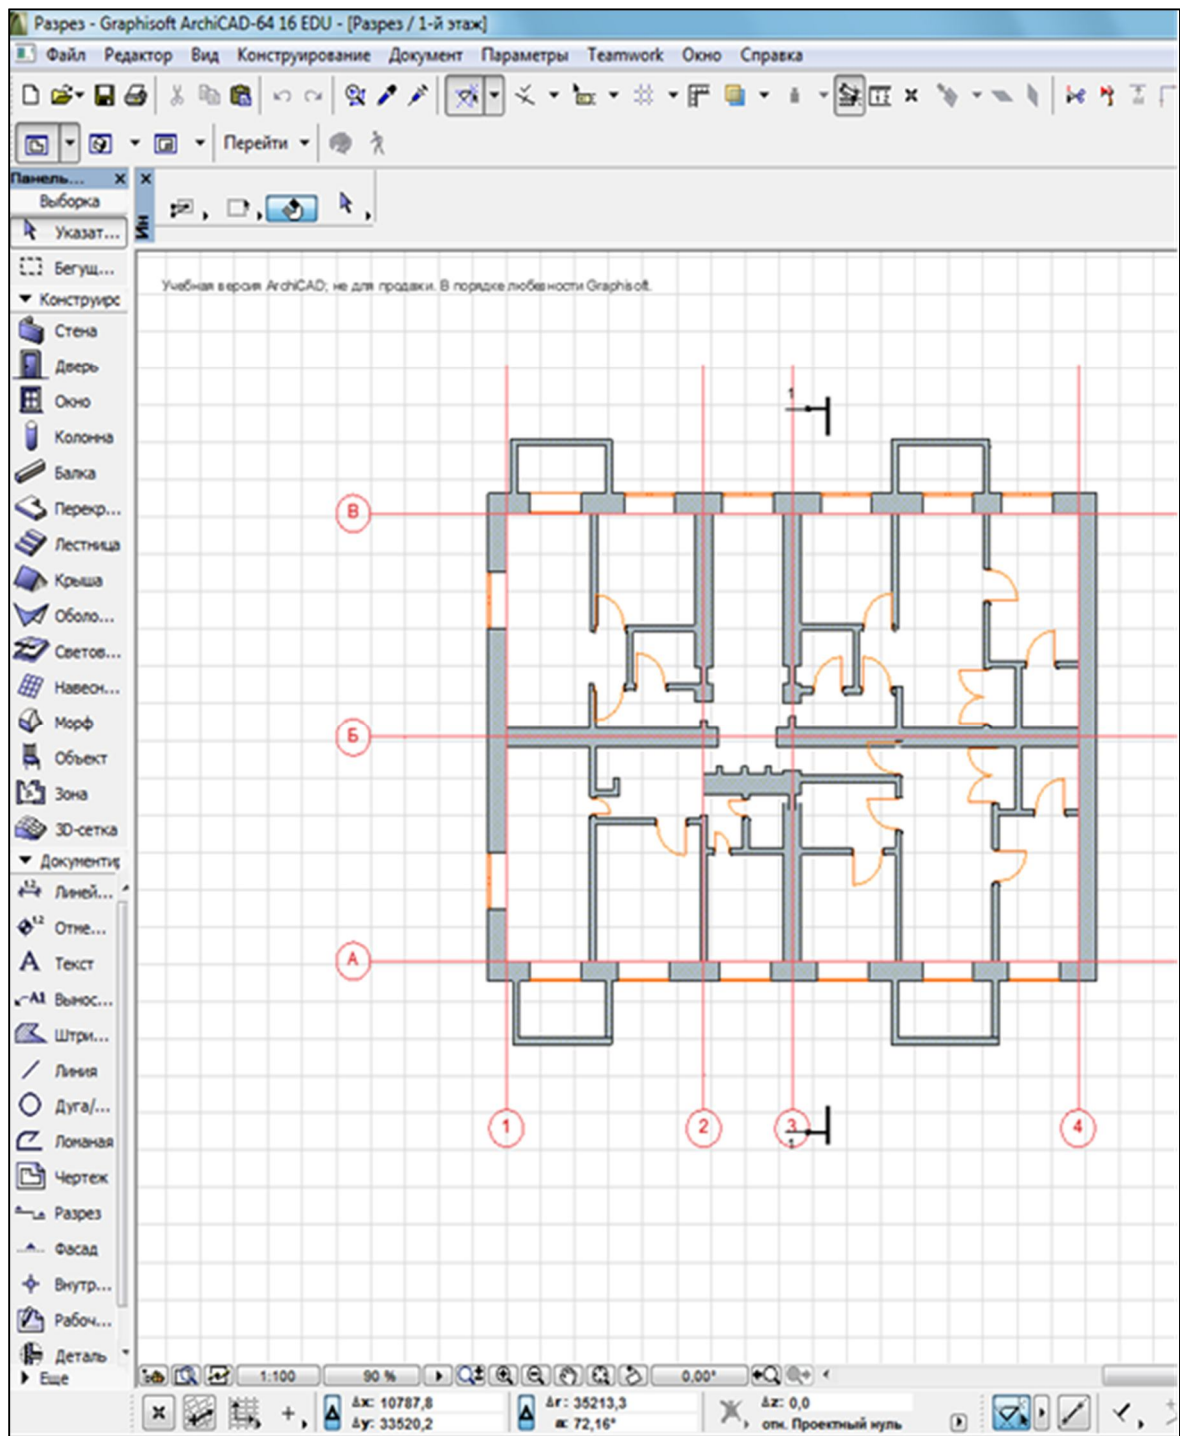 Разрез - Graphisoft ArchiCAD-64 16 EDU - [Разрез / 1-й этаж]
Файл Редактор Вид Конструирование Документ Параметры Teamwork Окно Справка
Перейти
Панель...
Выборка
Ин
Указат...
Бегущ...
Конструирс
Учебная версия ArchiCAD; не для продажи. В порядке любезности Graphisoft.
Стена
Дверь
Окно
Колонна
Балка
Перекр...
Лестница
Крыша
Оболо...
Светов...
Навесн...
Морф
Объект
Зона
3D-сетка
Документиг
Линей...
Отме...
Текст
Вынос...
Штри...
Линия
Дуга/...
Ломаная
Чертеж
Разрез
Фасад
Внутр...
Рабоч...
Деталь
Еще
1
В
Б
А
1 2 3 4
1
1:100 90 % 0,00°
Δx: 10787,8 Δr: 35213,3 Δz: 0,0
Δy: 33520,2 α: 72,16° отн. Проектный нуль